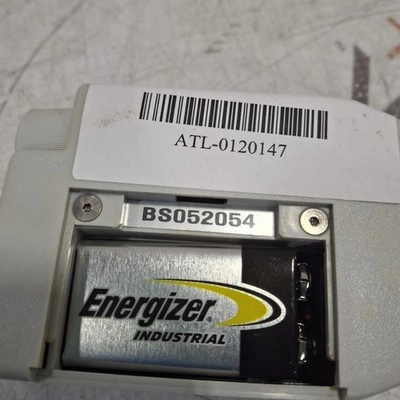 ATL-0120147
BS052054
Energizer.
INDUSTRIAL